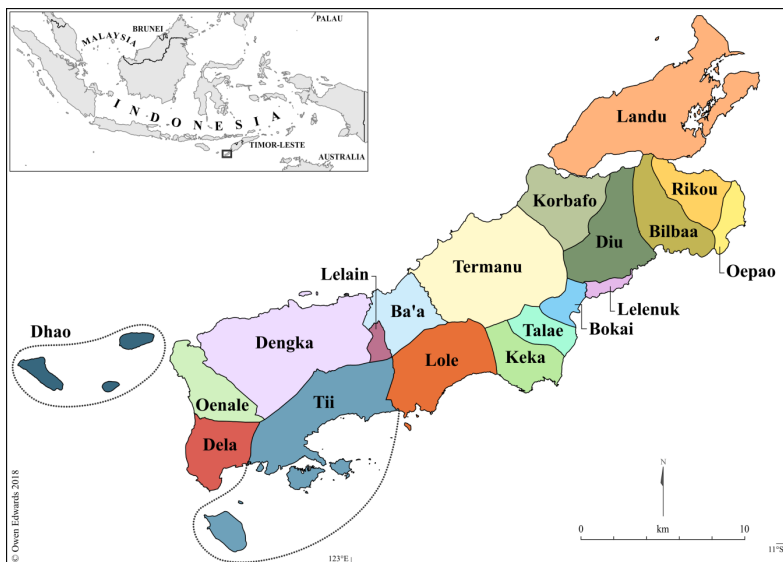 PALAU
BRUNEI
MALAYSIA
INDONESIA
TIMOR-LESTE
AUSTRALIA
Landu
Korbafo
Rikou
Diu
Bilbaa
Oepao
Termanu
Lelain
Ba'a
Lelenuk
Bokai
Talae
Dhao
Dengka
Lole
Keka
Oenale
Tii
Dela
N
0
10
km
11°S
123°E
© Owen Edwards 2018